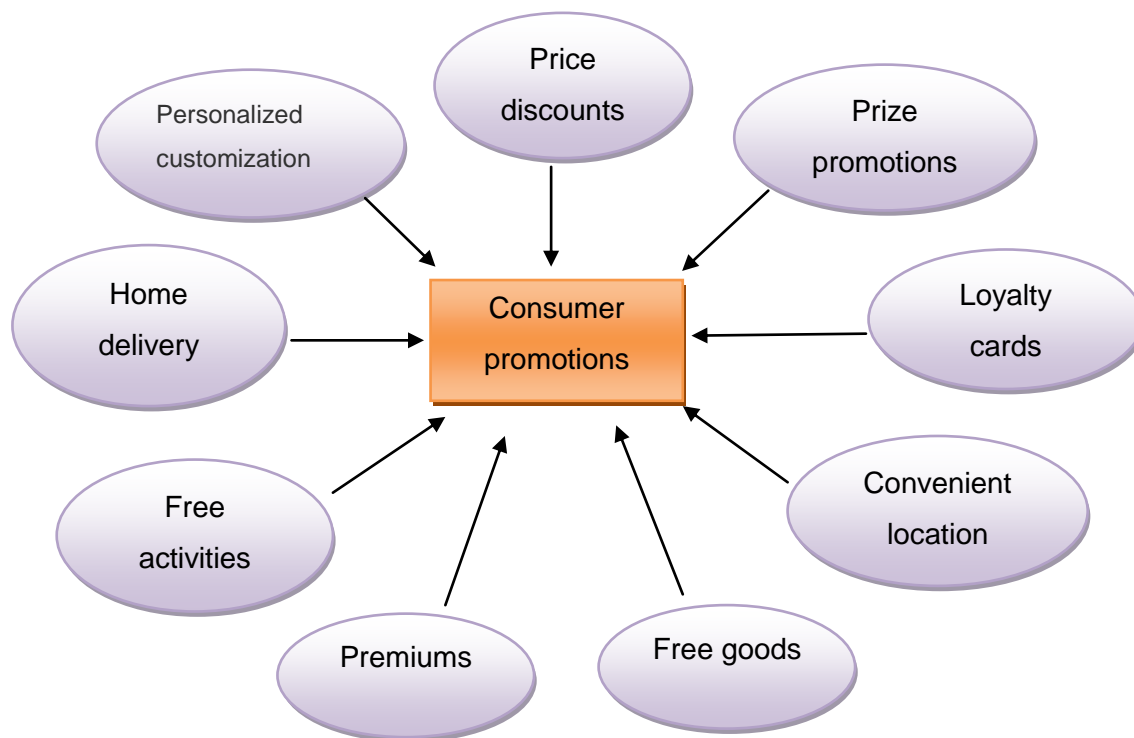 Price
discounts
Personalized
customization
Prize
promotions
Home
delivery
Consumer
promotions
Loyalty
cards
Free
activities
Convenient
location
Premiums
Free goods